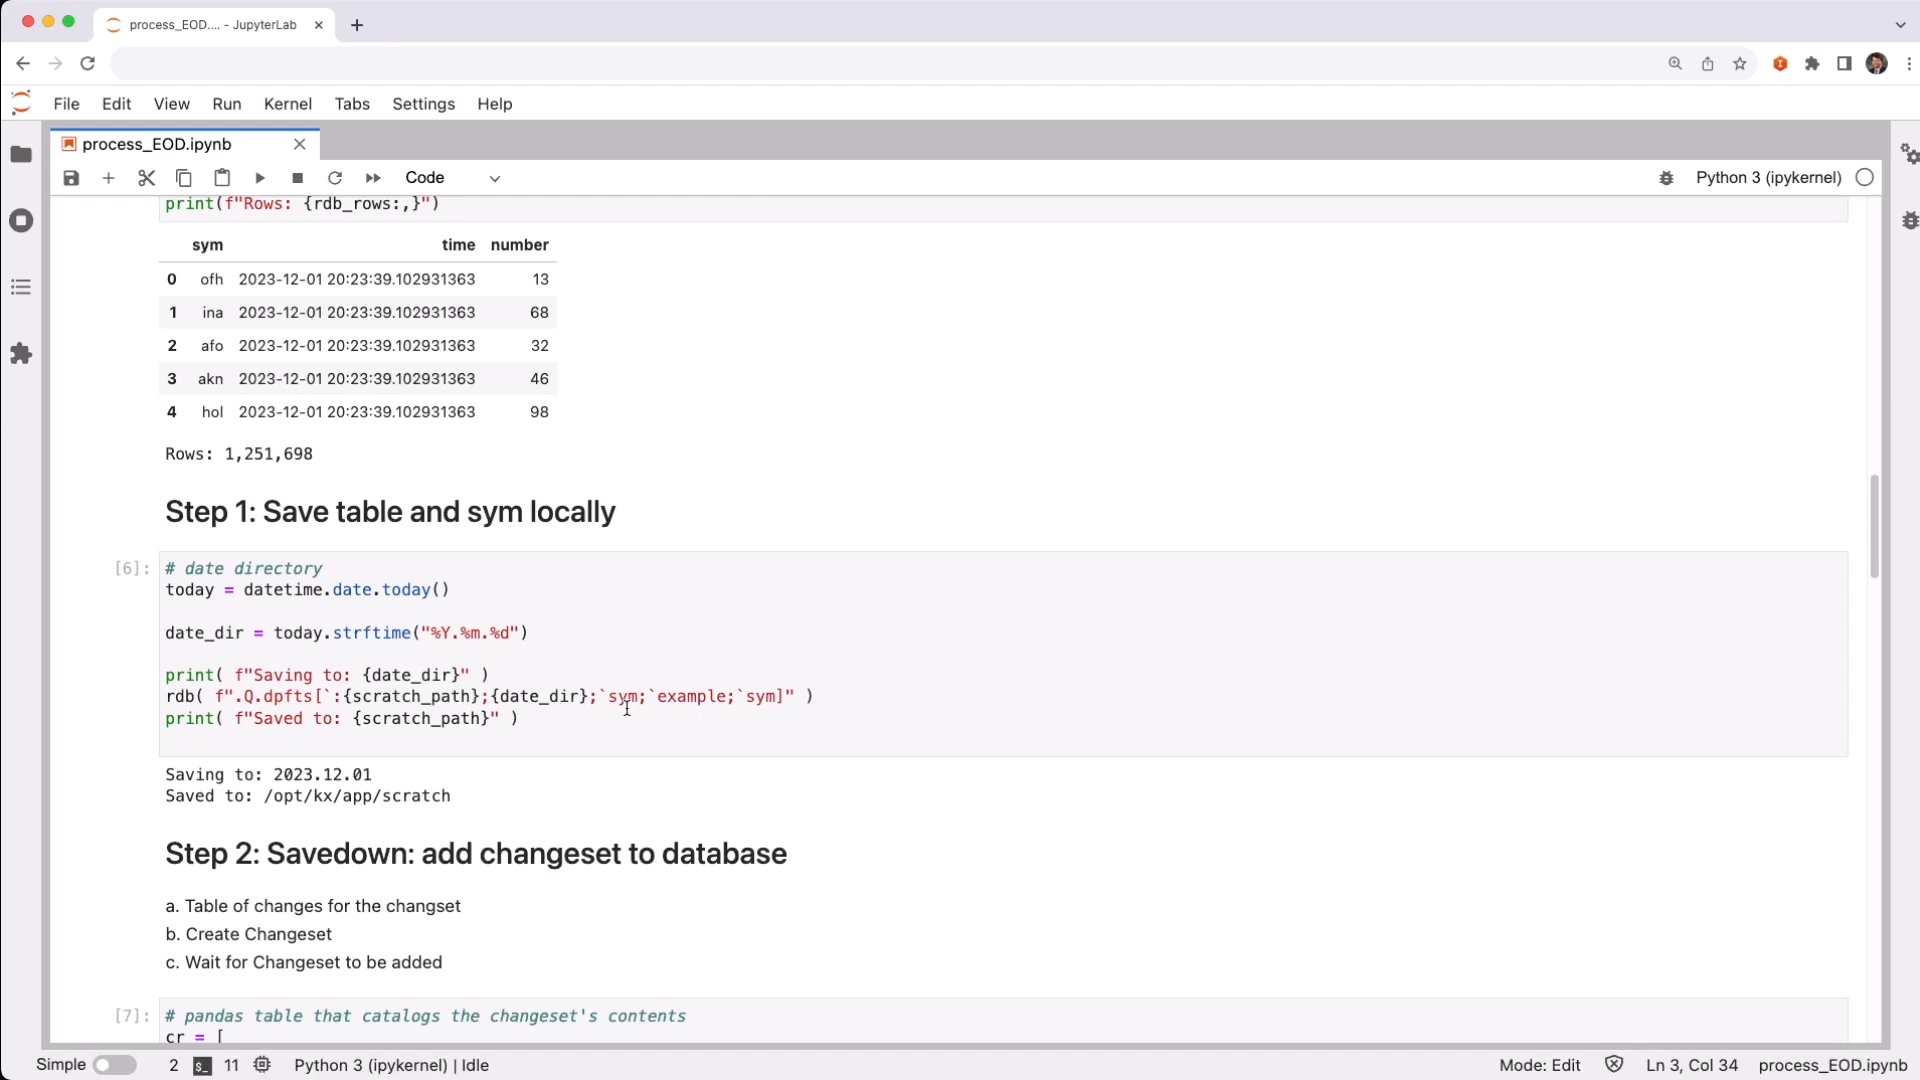 process_EOD.... - JupyterLab
File Edit View Run Kernel Tabs Settings Help
process_EOD.ipynb
Code
Python 3 (ipykernel)
print(f"Rows: {rdb_rows:,}")
sym time number
0 ofh 2023-12-01 20:23:39.102931363 13
1 ina 2023-12-01 20:23:39.102931363 68
2 afo 2023-12-01 20:23:39.102931363 32
3 akn 2023-12-01 20:23:39.102931363 46
4 hol 2023-12-01 20:23:39.102931363 98
Rows: 1,251,698
Step 1: Save table and sym locally
[6]: # date directory
today = datetime.date.today()
date_dir = today.strftime("%Y.%m.%d")
print( f"Saving to: {date_dir}" )
rdb( f".Q.dpfts[`:{scratch_path};{date_dir};`sym;`example;`sym]" )
print( f"Saved to: {scratch_path}" )
Saving to: 2023.12.01
Saved to: /opt/kx/app/scratch
Step 2: Savedown: add changeset to database
a. Table of changes for the changset
b. Create Changeset
c. Wait for Changeset to be added
[7]: # pandas table that catalogs the changeset's contents
cr = [
Simple 2 $_ 11 Python 3 (ipykernel) | Idle Mode: Edit Ln 3, Col 34 process_EOD.ipynb